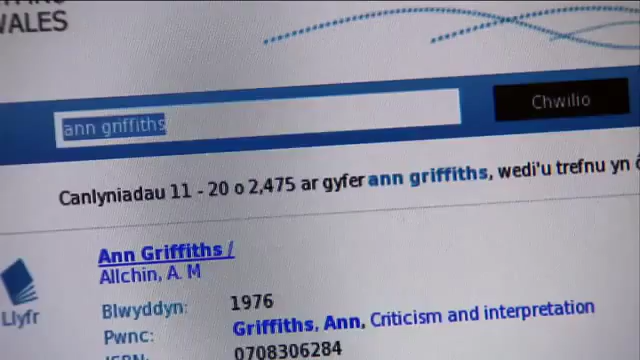 WALES
ann griffiths
Chwilio
Canlyniadau 11 - 20 o 2,475 ar gyfer ann griffiths, wedi'u trefnu yn
Ann Griffiths /
Allchin, A. M
Llyfr
Blwyddyn: 1976
Pwnc: Griffiths, Ann, Criticism and interpretation
0708306284